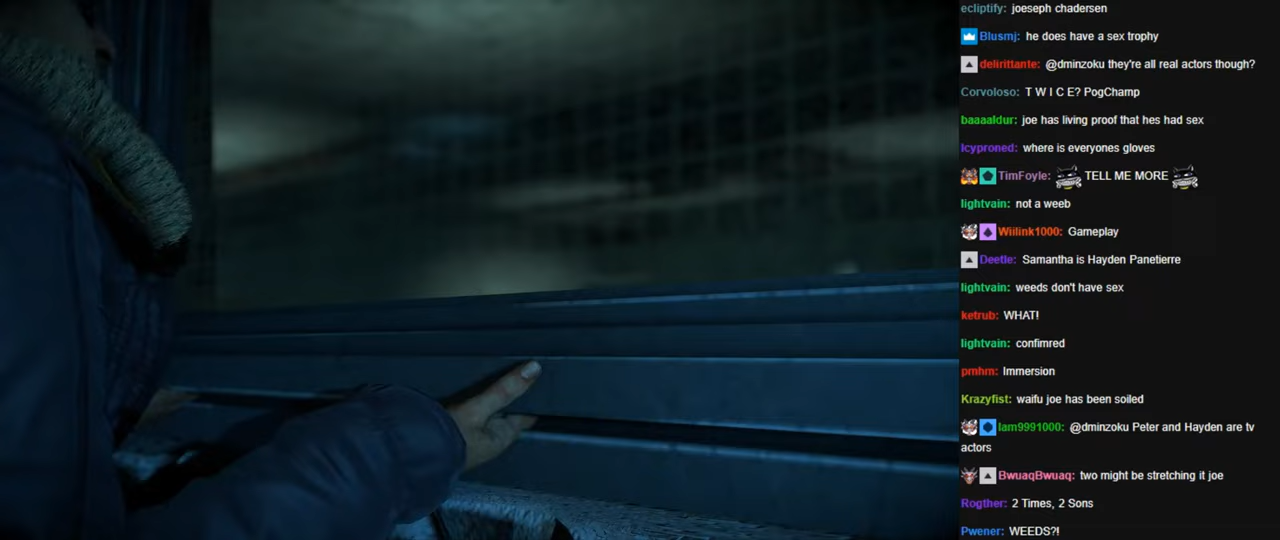 ecliptify: joeseph chadersen
Blusmj: he does have a sex trophy
delirittante: @dminzoku they're all real actors though?
Corvoloso: T W I C E? PogChamp
baaaaldur: joe has living proof that hes had sex
Icyproned: where is everyones gloves
TimFoyle: TELL ME MORE
lightvain: not a weeb
Wiilink1000: Gameplay
Deetle: Samantha is Hayden Panetierre
lightvain: weeds don't have sex
ketrub: WHAT!
lightvain: confimred
pmhm: Immersion
Krazyfist: waifu joe has been soiled
Iam9991000: @dminzoku Peter and Hayden are tv
actors
BwuaqBwuaq: two might be stretching it joe
Rogther: 2 Times, 2 Sons
Pwener: WEEDS?!